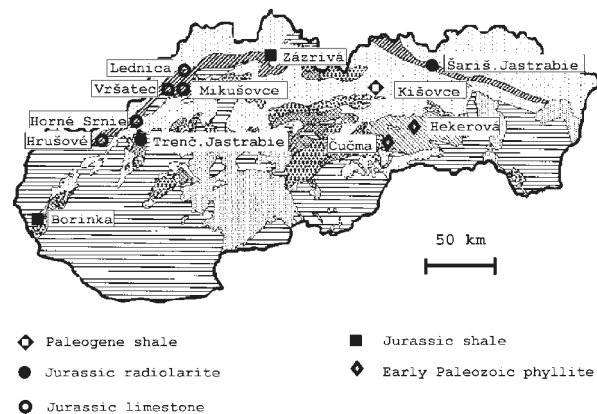 Zázrivá
Lednica
Šariš.Jastrabie
Vršatec
Mikušovce
Kišovce
Horné Srnie
Hekerová
Hrušové
Trenč.Jastrabie
Čučma
Borinka
50 km
Paleogene shale
Jurassic shale
Jurassic radiolarite
Early Paleozoic phyllite
Jurassic limestone